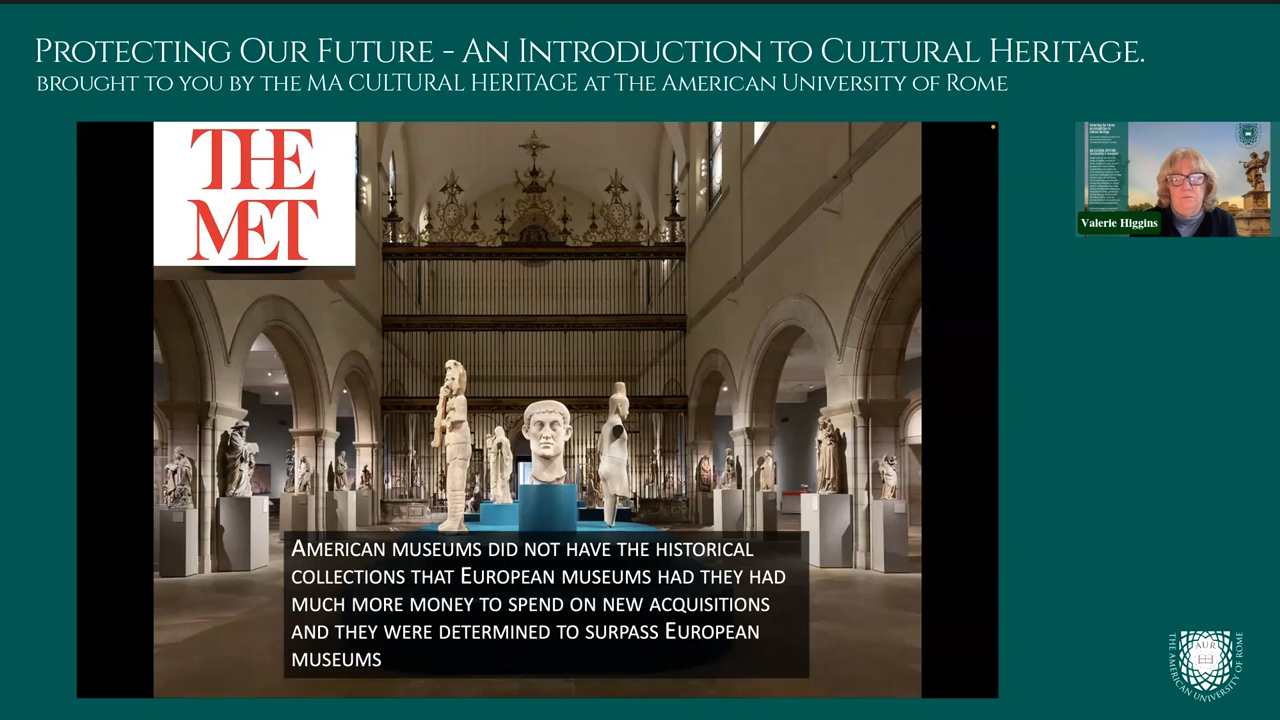 Protecting Our Future - An Introduction to Cultural Heritage.
brought to you by the MA CULTURAL HERITAGE at The American University of Rome
THE
MET
Valerie Higgins
American museums did not have the historical
collections that European museums had they had
much more money to spend on new acquisitions
and they were determined to surpass European
museums
AUR
THE AMERICAN UNIVERSITY OF ROME